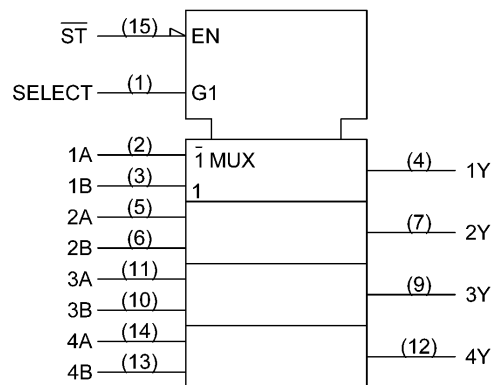 S̅T̅ (15) EN
SELECT (1) G1
1A (2) 1̅ MUX
1B (3) 1
(4) 1Y
2A (5)
2B (6)
(7) 2Y
3A (11)
3B (10)
(9) 3Y
4A (14)
4B (13)
(12) 4Y